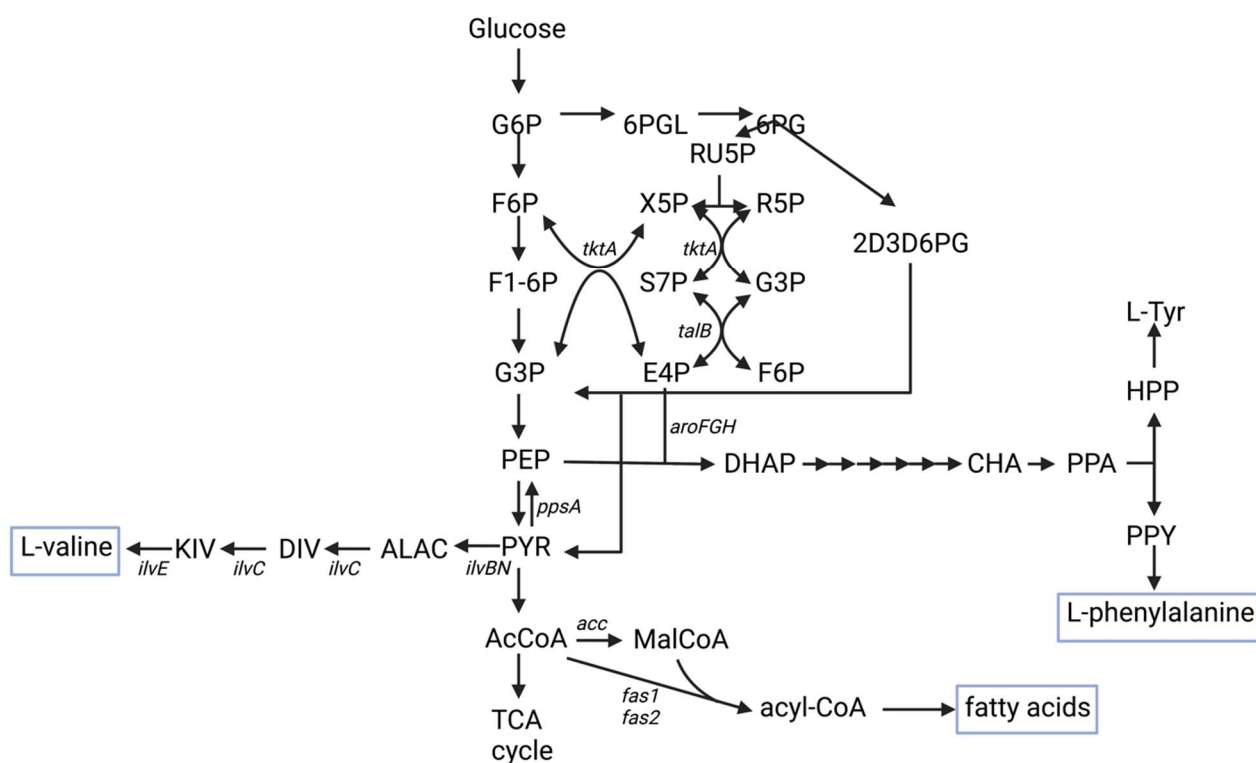 Glucose
G6P
6PGL
6PG
RU5P
F6P
X5P
R5P
tktA
tktA
2D3D6PG
F1-6P
S7P
G3P
L-Tyr
talB
G3P
E4P
F6P
HPP
aroFGH
PEP
DHAP
CHA
PPA
ppsA
L-valine
KIV
DIV
ALAC
PYR
PPY
ilvE
ilvC
ilvC
ilvBN
L-phenylalanine
AcCoA
acc
MalCoA
fas1
fas2
acyl-CoA
fatty acids
TCA
cycle